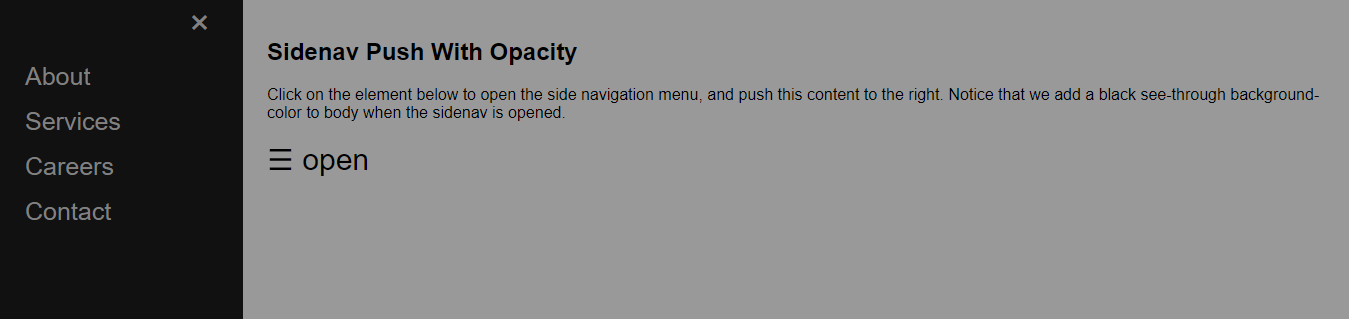 ×
About
Services
Careers
Contact
Sidenav Push With Opacity
Click on the element below to open the side navigation menu, and push this content to the right. Notice that we add a black see-through background-
color to body when the sidenav is opened.
☰ open